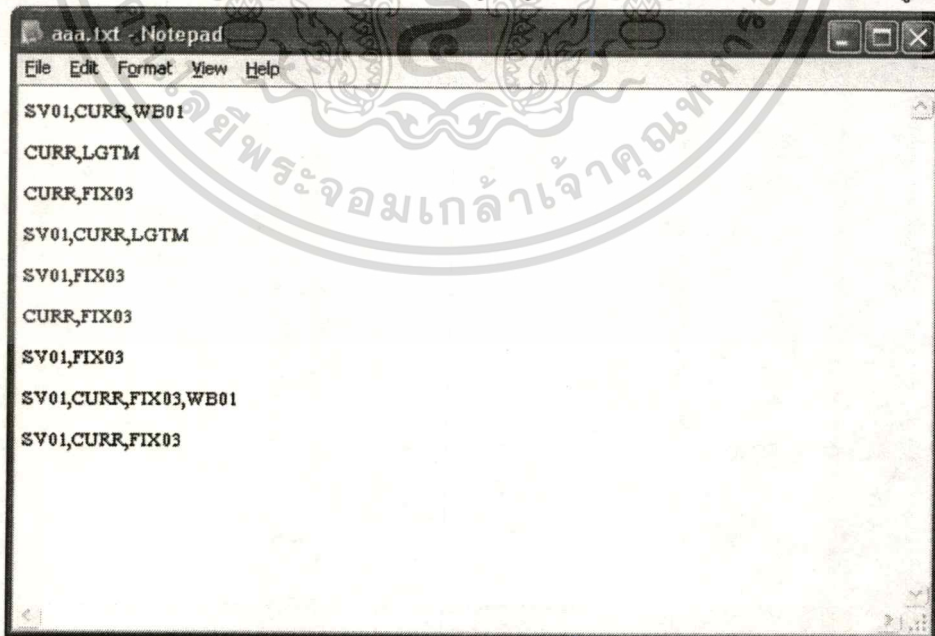 aaa.txt - Notepad
File Edit Format View Help
SV01,CURR,WB01
CURR,LGTM
CURR,FIX03
SV01,CURR,LGTM
SV01,FIX03
CURR,FIX03
SV01,FIX03
SV01,CURR,FIX03,WB01
SV01,CURR,FIX03